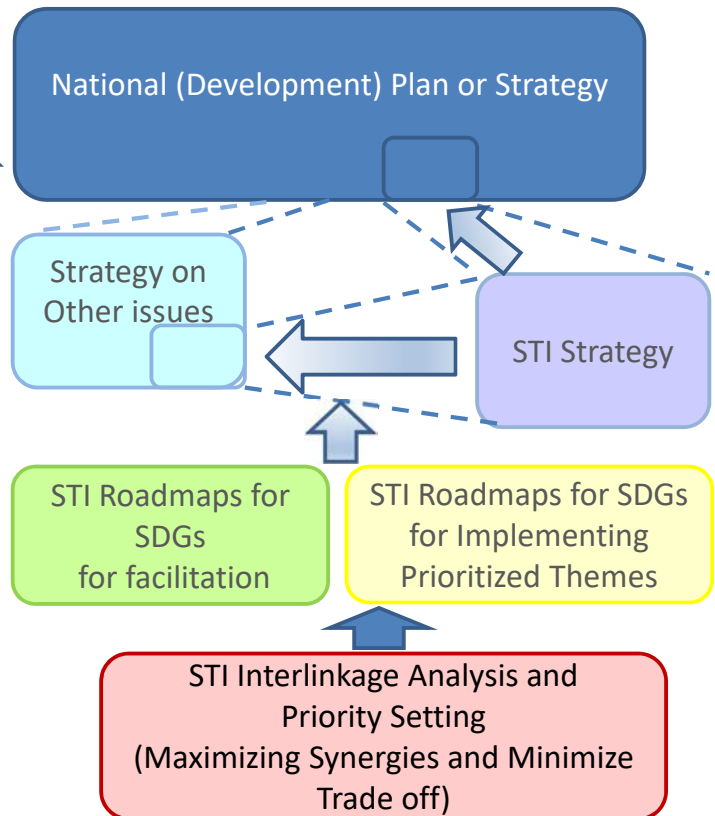 National (Development) Plan or Strategy
Strategy on
Other issues
STI Strategy
STI Roadmaps for
SDGs
for facilitation
STI Roadmaps for SDGs
for Implementing
Prioritized Themes
STI Interlinkage Analysis and
Priority Setting
(Maximizing Synergies and Minimize
Trade off)